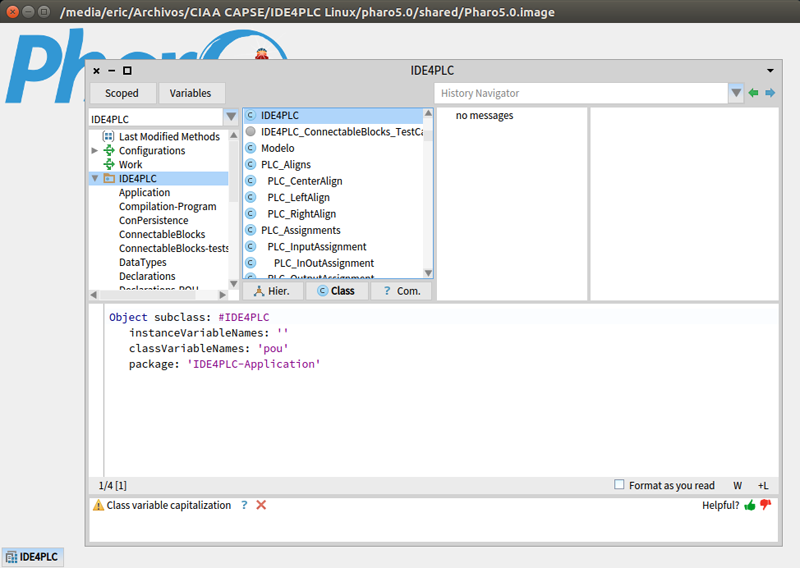 /media/eric/Archivos/CIAA CAPSE/IDE4PLC Linux/pharo5.0/shared/Pharo5.0.image
Phar
IDE4PLC
Scoped
Variables
History Navigator
IDE4PLC
Last Modified Methods
Configurations
Work
IDE4PLC
Application
Compilation-Program
ConPersistence
ConnectableBlocks
ConnectableBlocks-tests
DataTypes
Declarations
Declarations-POU
IDE4PLC
IDE4PLC_ConnectableBlocks_TestCa
Modelo
PLC_Aligns
PLC_CenterAlign
PLC_LeftAlign
PLC_RightAlign
PLC_Assignments
PLC_InputAssignment
PLC_InOutAssignment
PLC_OutputAssignment
no messages
Hier.
Class
? Com.
Object subclass: #IDE4PLC
instanceVariableNames: ''
classVariableNames: 'pou'
package: 'IDE4PLC-Application'
1/4 [1]
Format as you read
W
+L
Class variable capitalization ?
Helpful?
IDE4PLC